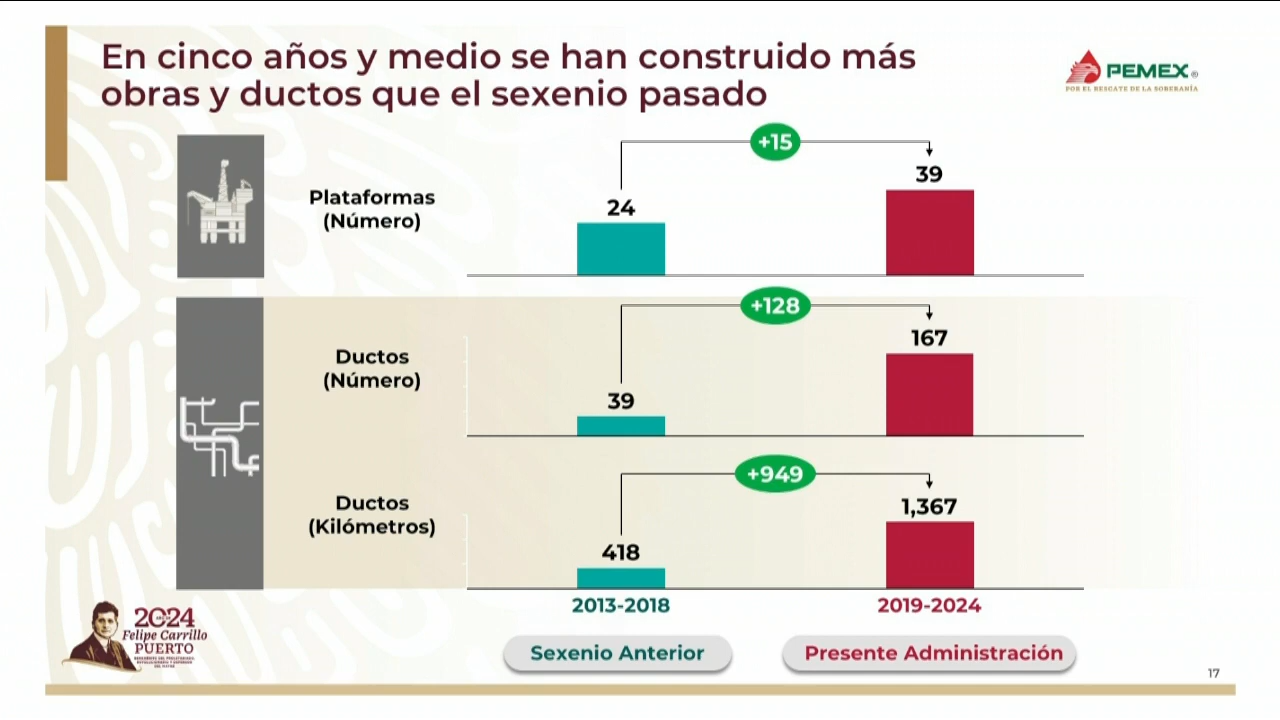 En cinco años y medio se han construido más
obras y ductos que el sexenio pasado
PEMEX®
POR EL RESCATE DE LA SOBERANÍA
Plataformas
(Número)
24
+15
39
Ductos
(Número)
39
+128
167
Ductos
(Kilómetros)
418
+949
1,367
2013-2018
2019-2024
Sexenio Anterior
Presente Administración
2024
Felipe Carrillo
PUERTO
17